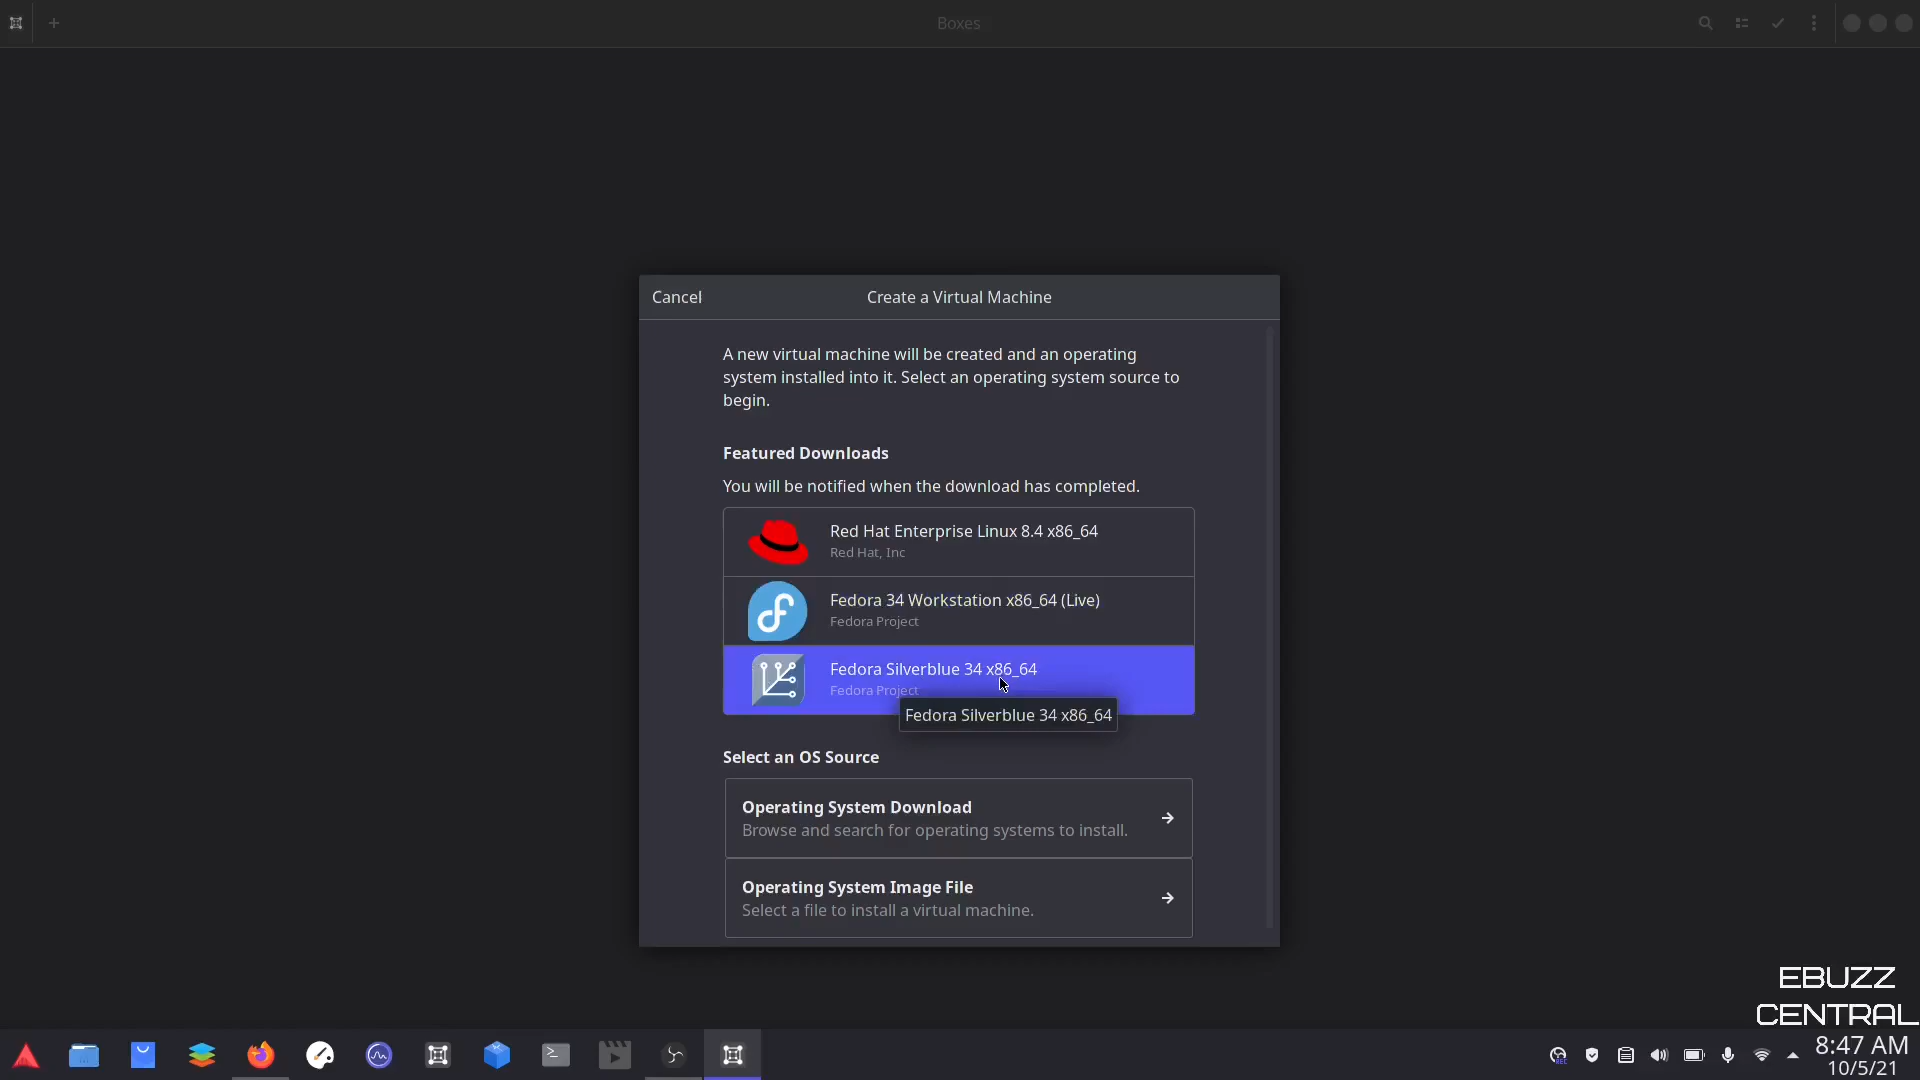 Boxes
Cancel
Create a Virtual Machine
A new virtual machine will be created and an operating
system installed into it. Select an operating system source to
begin.
Featured Downloads
You will be notified when the download has completed.
Red Hat Enterprise Linux 8.4 x86_64
Red Hat, Inc
Fedora 34 Workstation x86_64 (Live)
Fedora Project
Fedora Silverblue 34 x86_64
Fedora Project
Fedora Silverblue 34 x86_64
Select an OS Source
Operating System Download
Browse and search for operating systems to install.
Operating System Image File
Select a file to install a virtual machine.
EBUZZ
CENTRAL
8:47 AM
10/5/21